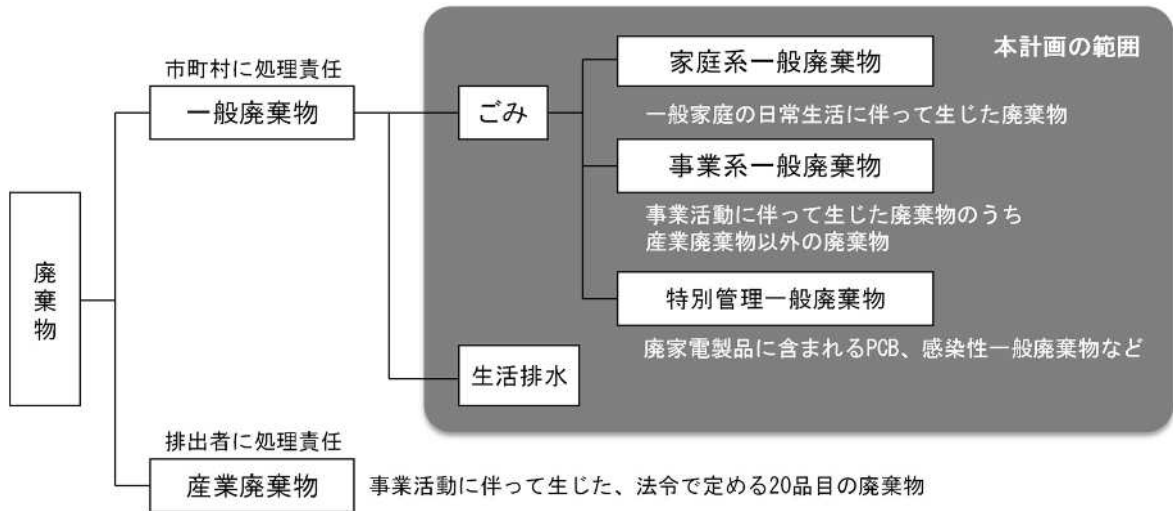 本計画の範囲
市町村に処理責任
一般廃棄物
ごみ
家庭系一般廃棄物
一般家庭の日常生活に伴って生じた廃棄物
事業系一般廃棄物
事業活動に伴って生じた廃棄物のうち
産業廃棄物以外の廃棄物
廃棄物
特別管理一般廃棄物
廃家電製品に含まれるPCB、感染性一般廃棄物など
生活排水
排出者に処理責任
産業廃棄物
事業活動に伴って生じた、法令で定める20品目の廃棄物